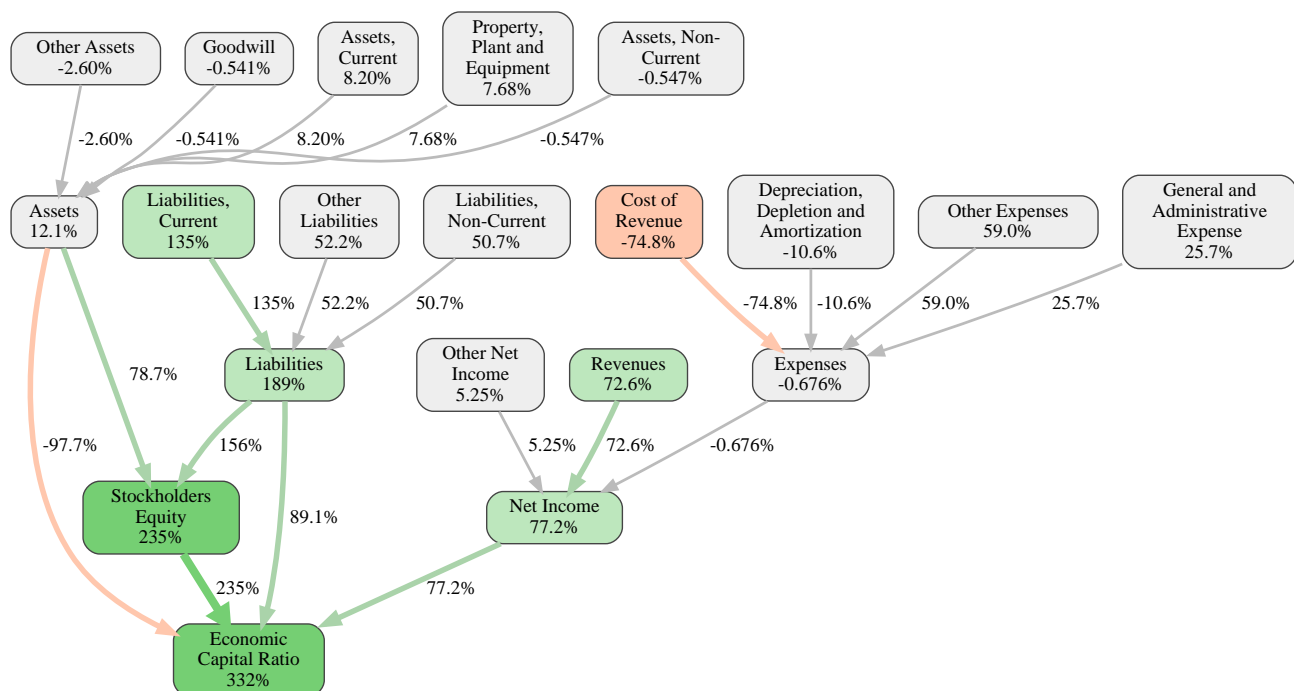 Other Assets
-2.60%
Goodwill
-0.541%
Assets,
Current
8.20%
Property,
Plant and
Equipment
7.68%
Assets, Non-
Current
-0.547%
-2.60%
-0.541%
8.20%
7.68%
-0.547%
Assets
12.1%
Liabilities,
Current
135%
Other
Liabilities
52.2%
Liabilities,
Non-Current
50.7%
Cost of
Revenue
-74.8%
Depreciation,
Depletion and
Amortization
-10.6%
Other Expenses
59.0%
General and
Administrative
Expense
25.7%
135%
52.2%
50.7%
-74.8%
-10.6%
59.0%
25.7%
Liabilities
189%
Other Net
Income
5.25%
Revenues
72.6%
Expenses
-0.676%
78.7%
-97.7%
156%
5.25%
72.6%
-0.676%
Stockholders
Equity
235%
89.1%
Net Income
77.2%
235%
77.2%
Economic
Capital Ratio
332%